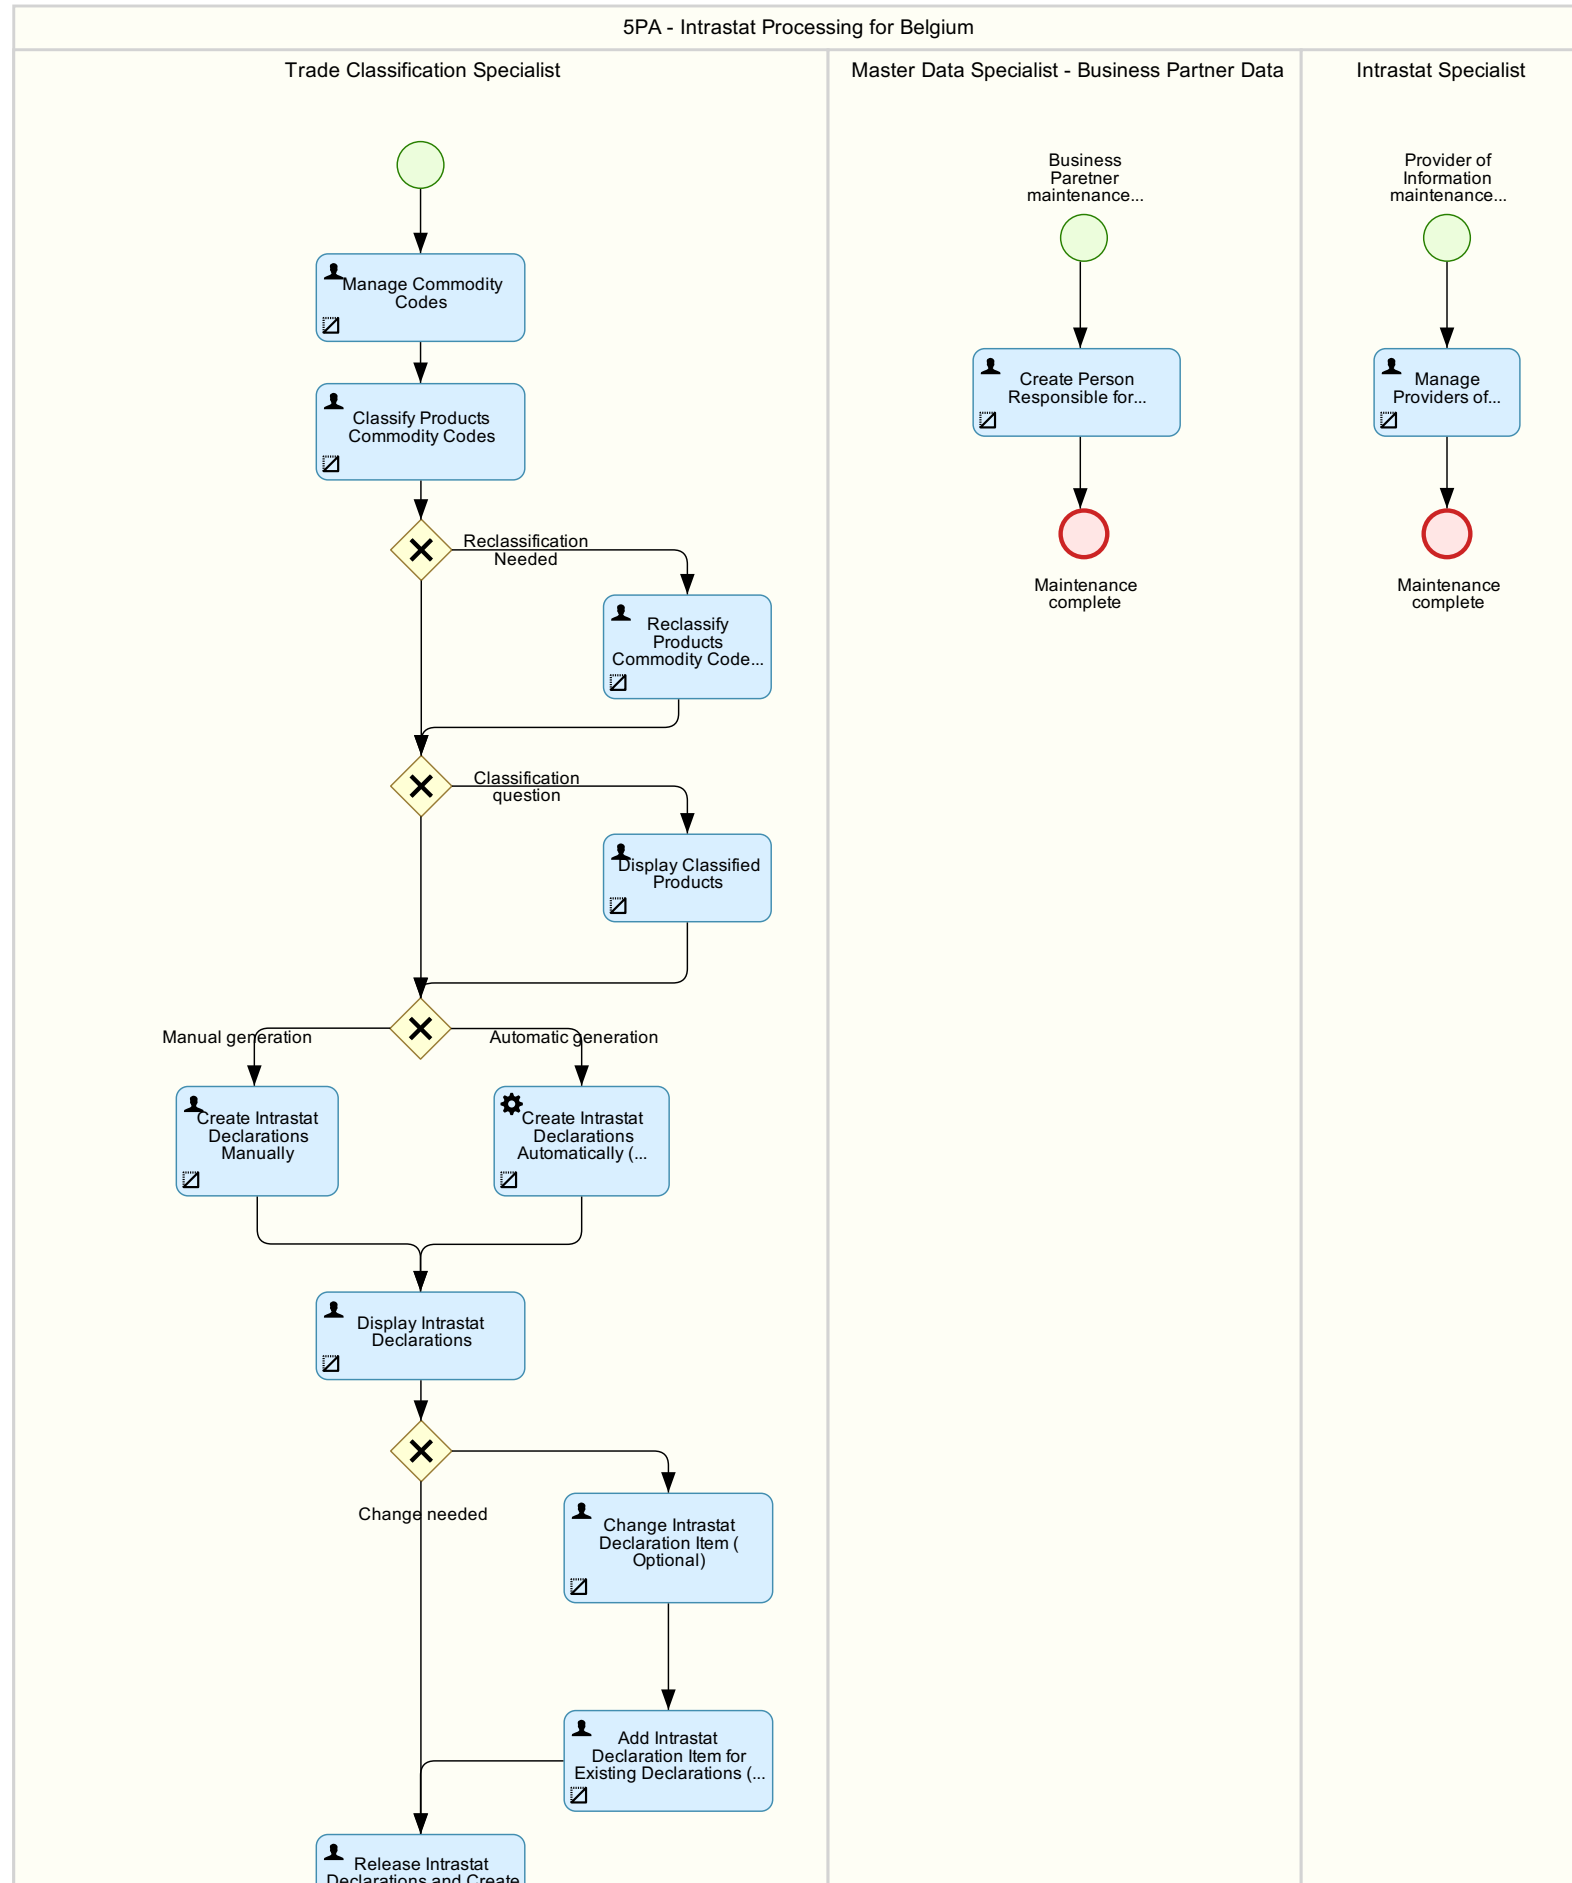 5PA - Intrastat Processing for Belgium
Trade Classification Specialist
Master Data Specialist - Business Partner Data
Intrastat Specialist
Business
Paretner
maintenance...
Provider of
Information
maintenance...
Manage Commodity
Codes
Create Person
Responsible for...
Manage
Providers of...
Classify Products
Commodity Codes
Reclassification
Needed
Maintenance
complete
Maintenance
complete
Reclassify
Products
Commodity Code...
Classification
question
Display Classified
Products
Manual generation
Automatic generation
Create Intrastat
Declarations
Manually
Create Intrastat
Declarations
Automatically (...
Display Intrastat
Declarations
Change needed
Change Intrastat
Declaration Item (
Optional)
Add Intrastat
Declaration Item for
Existing Declarations (...
Release Intrastat
Declarations and Create